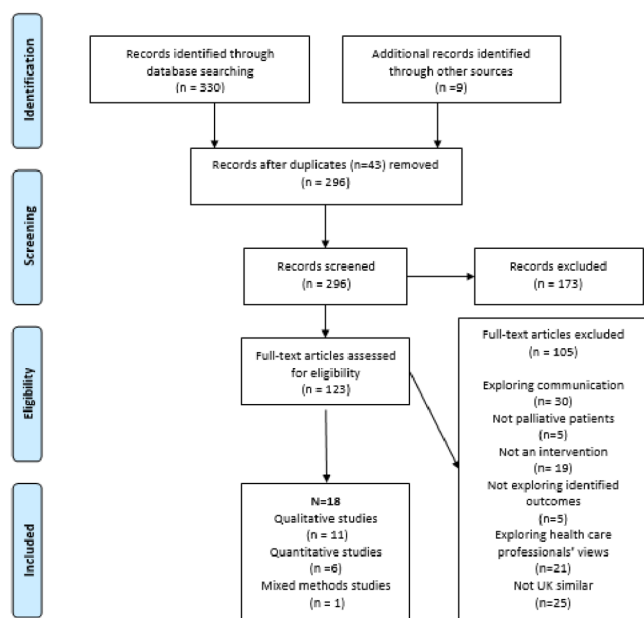 Identification
Records identified through
database searching
(n = 330)
Additional records identified
through other sources
(n =9)
Records after duplicates (n=43) removed
(n = 296)
Screening
Records screened
(n = 296)
Records excluded
(n = 173)
Eligibility
Full-text articles assessed
for eligibility
(n = 123)
Full-text articles excluded
(n = 105)
Exploring communication
(n= 30)
Not palliative patients
(n=5)
Not an intervention
(n= 19)
Not exploring identified
outcomes
(n=5)
Exploring health care
professionals' views
(n=21)
Not UK similar
(n=25)
Included
N=18
Qualitative studies
(n = 11)
Quantitative studies
(n =6)
Mixed methods studies
(n = 1)